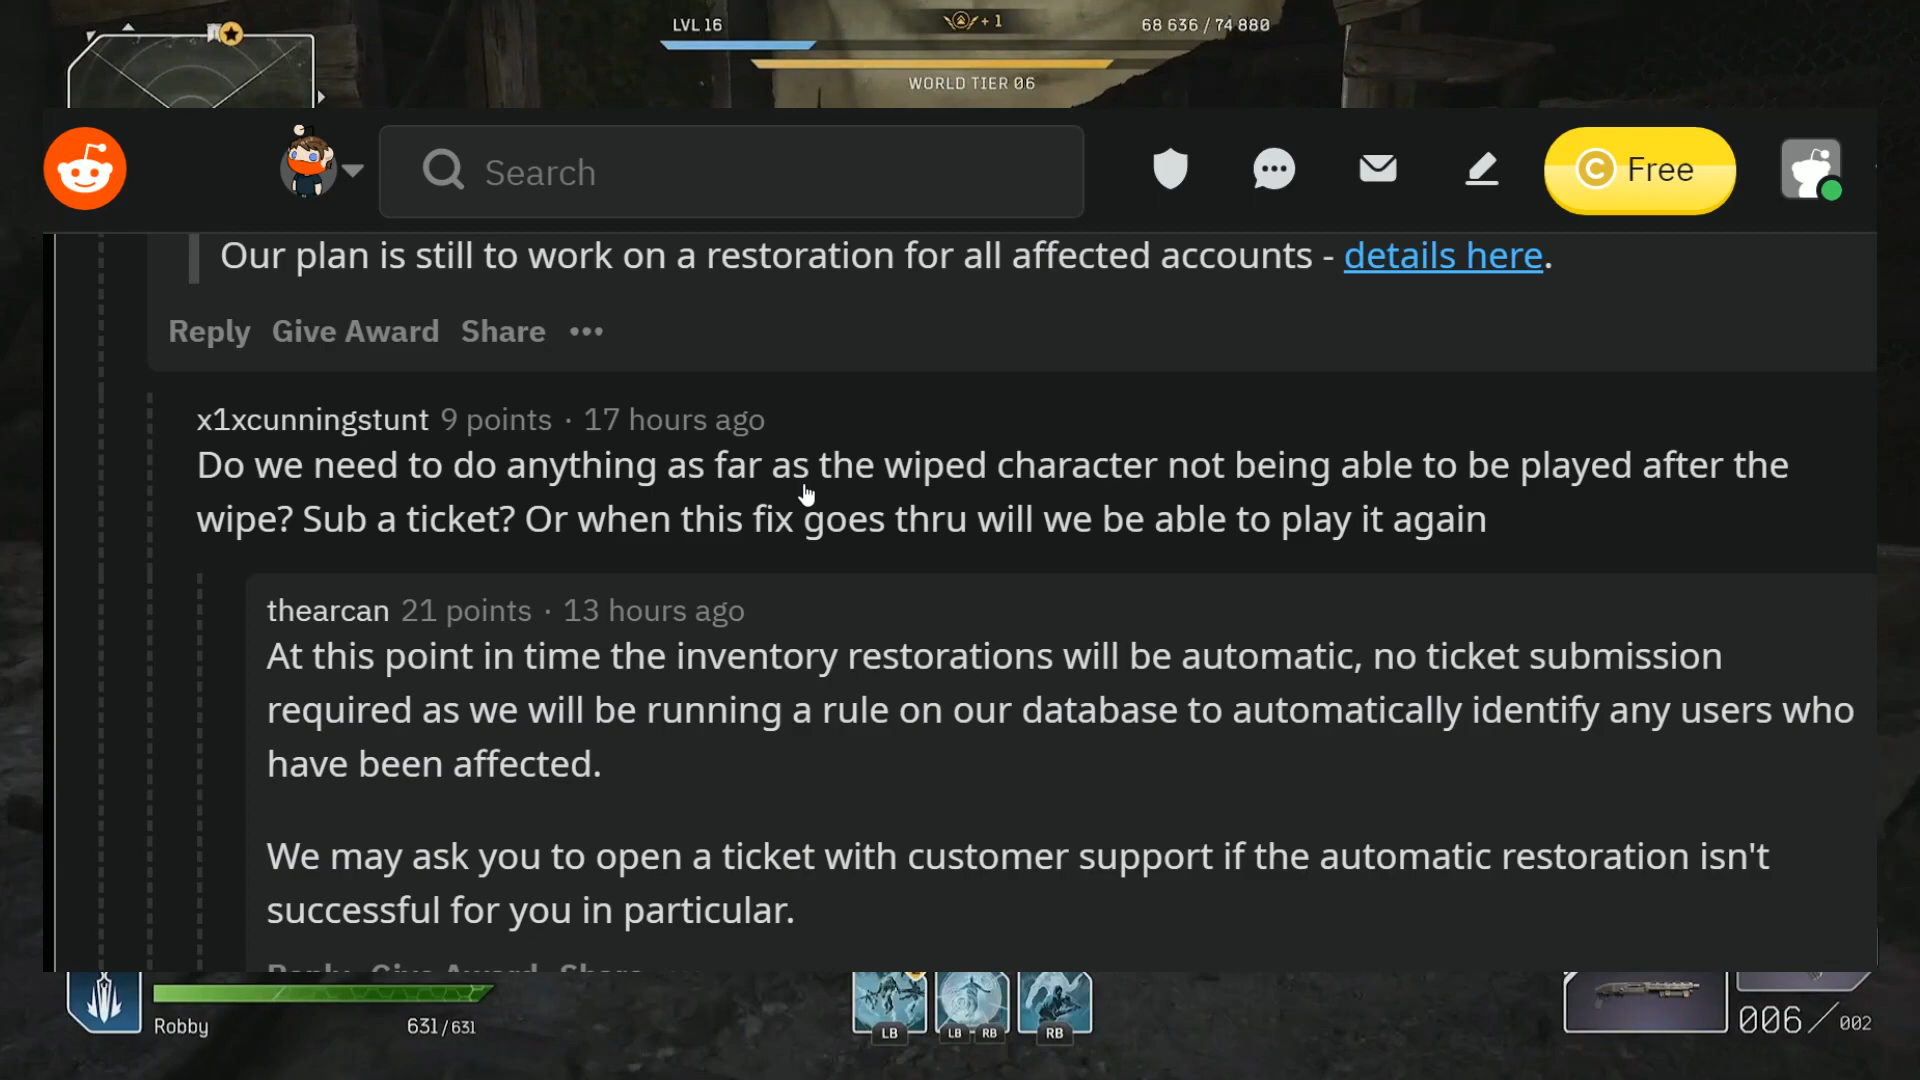 LVL 16
+ 1
68 636 / 74 880
WORLD TIER 06
Search
C Free
Our plan is still to work on a restoration for all affected accounts - details here.
Reply Give Award Share •••
x1xcunningstunt 9 points · 17 hours ago
Do we need to do anything as far as the wiped character not being able to be played after the
wipe? Sub a ticket? Or when this fix goes thru will we be able to play it again
thearcan 21 points · 13 hours ago
At this point in time the inventory restorations will be automatic, no ticket submission
required as we will be running a rule on our database to automatically identify any users who
have been affected.
We may ask you to open a ticket with customer support if the automatic restoration isn't
successful for you in particular.
Reply Give Award Share
Robby
631/631
LB
LB RB
RB
006/002